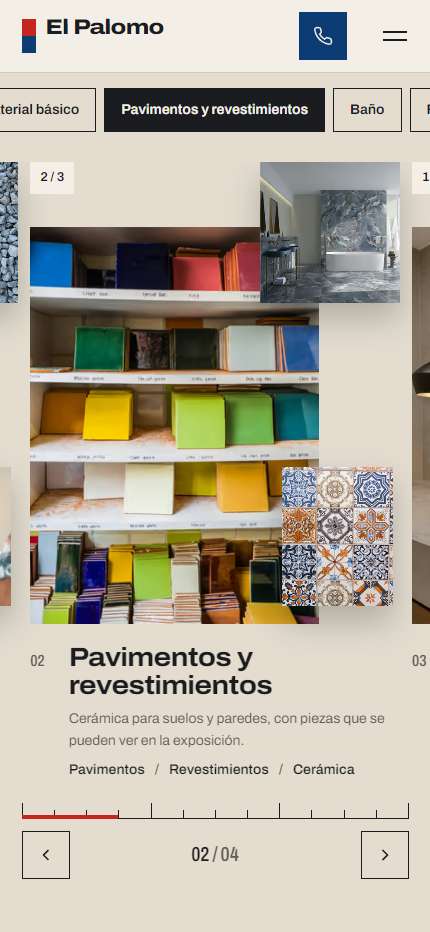 El Palomo
terial básico
Pavimentos y revestimientos
Baño
2 / 3
02
Pavimentos y
revestimientos
03
Cerámica para suelos y paredes, con piezas que se
pueden ver en la exposición.
Pavimentos / Revestimientos / Cerámica
02 / 04